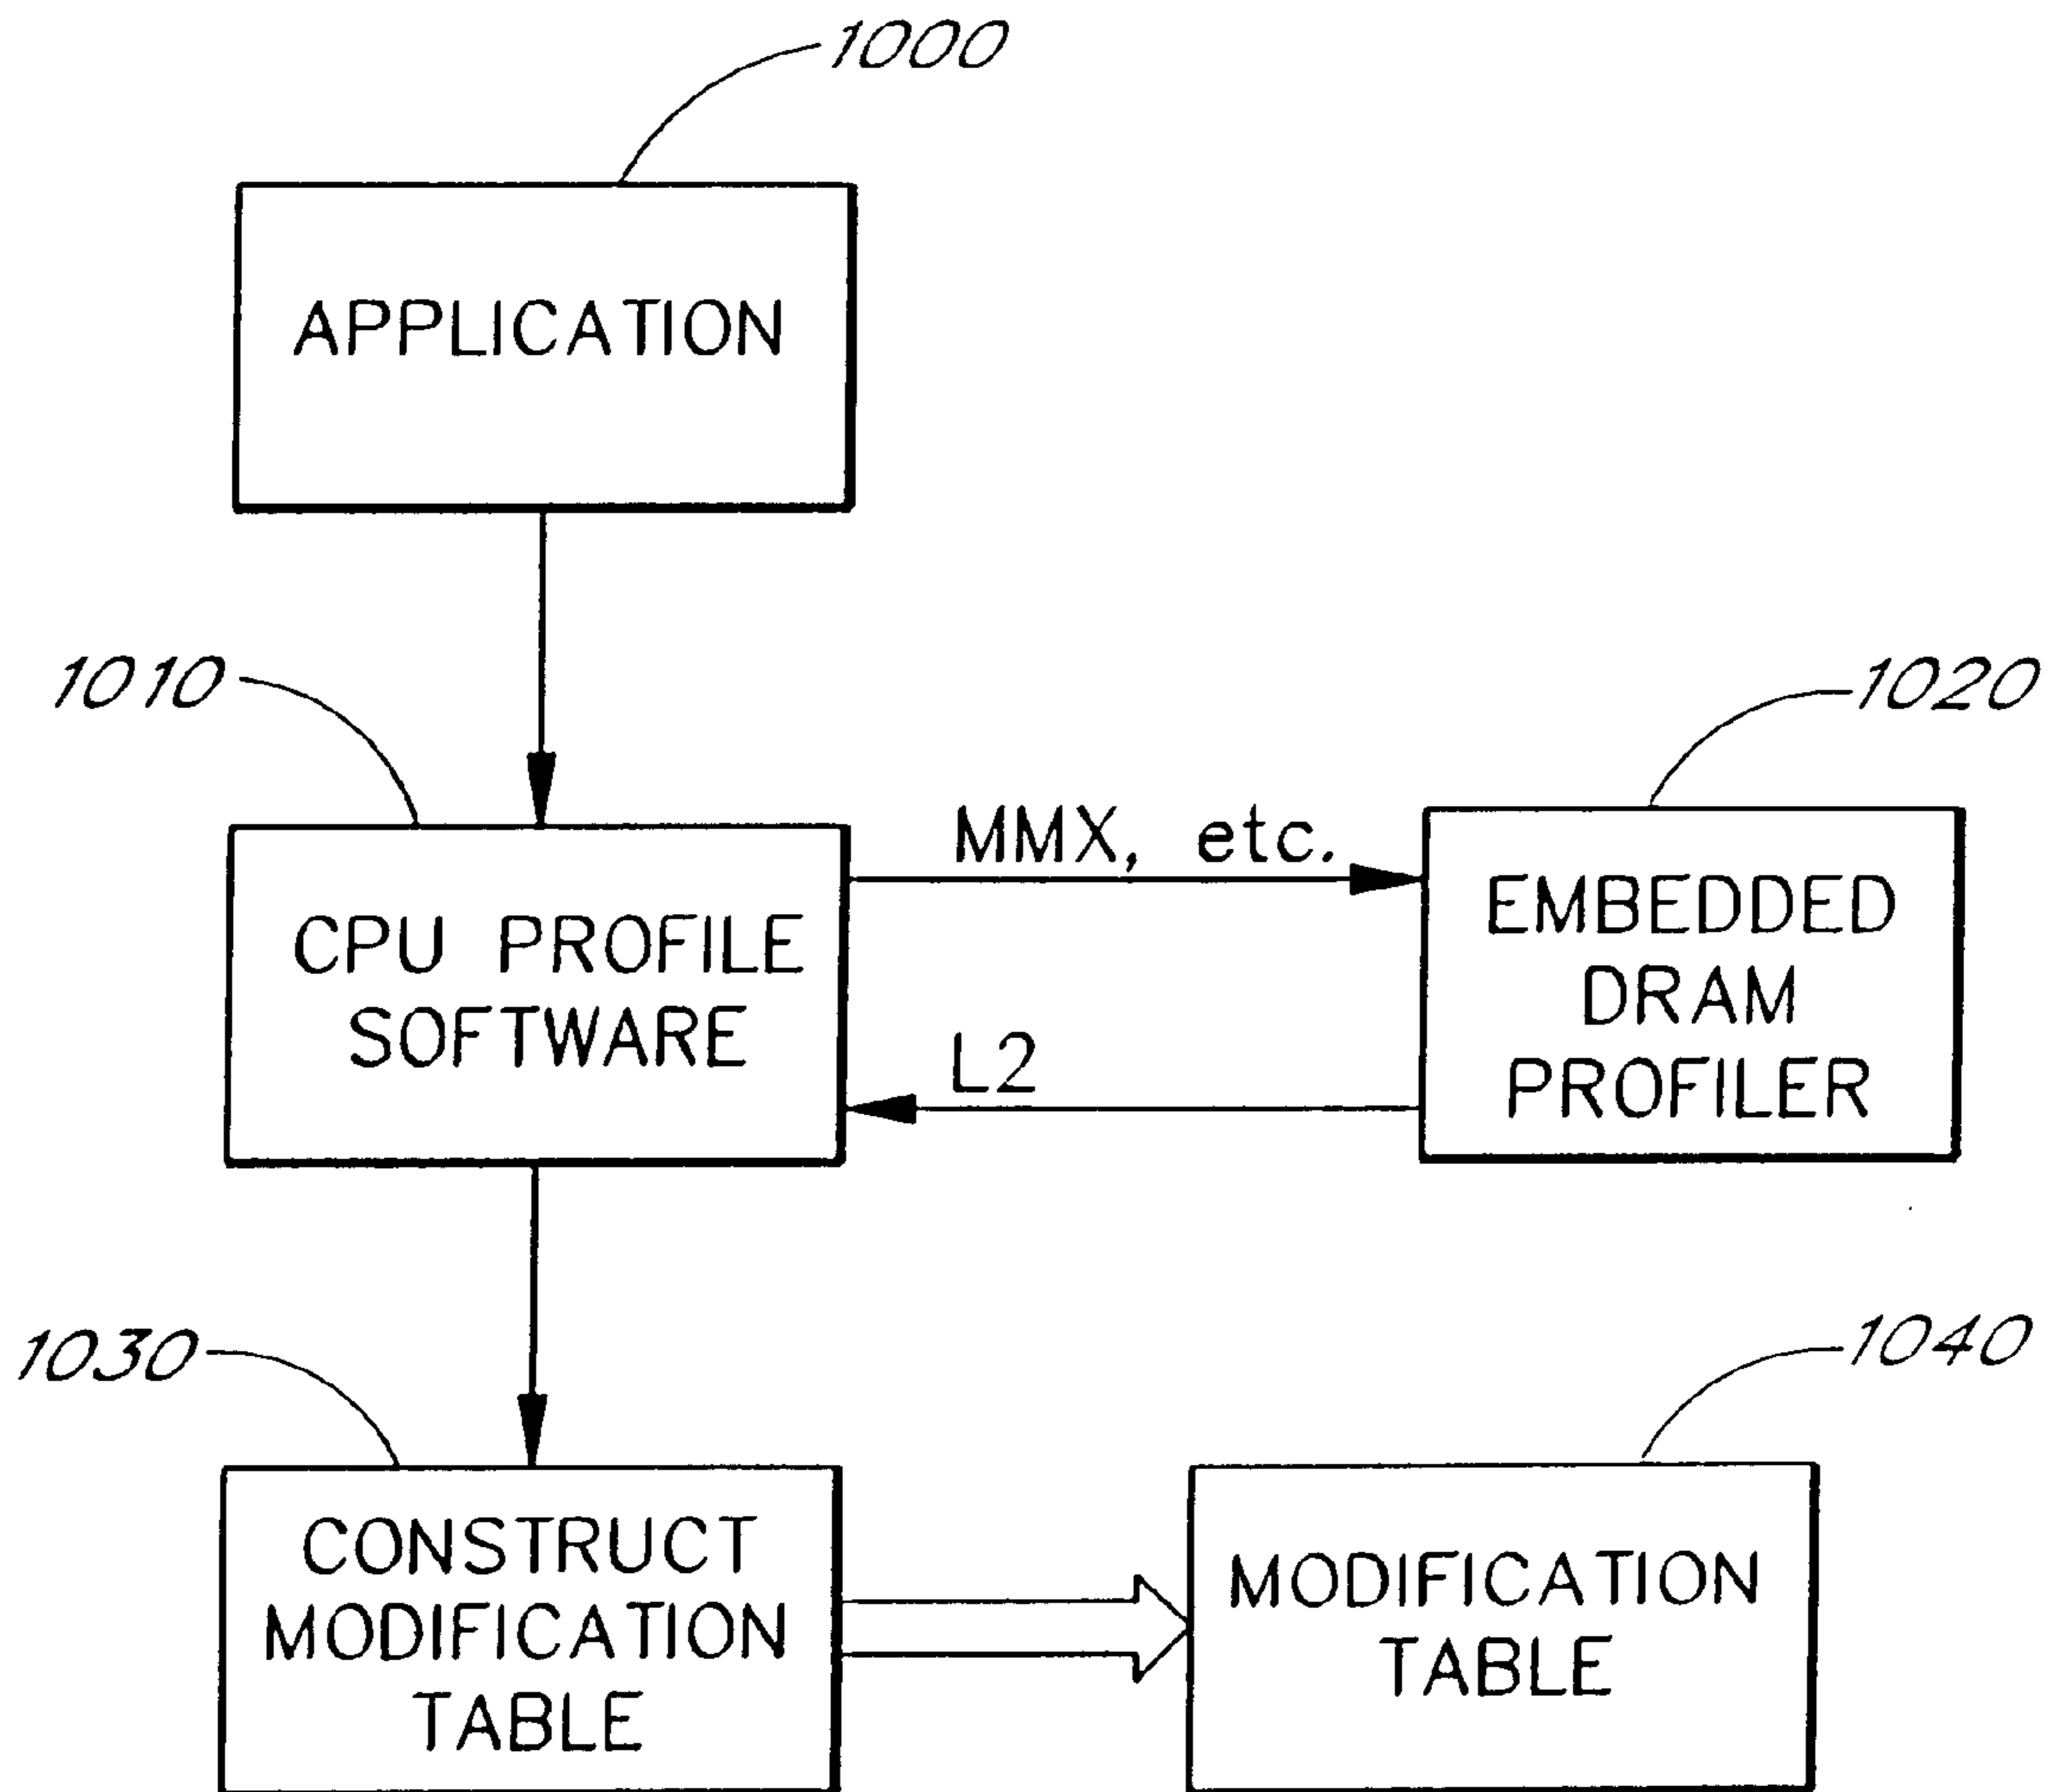 1000
APPLICATION
1010
1020
MMX, etc.
CPU PROFILE
SOFTWARE
L2
EMBEDDED
DRAM
PROFILER
1030
1040
CONSTRUCT
MODIFICATION
TABLE
MODIFICATION
TABLE